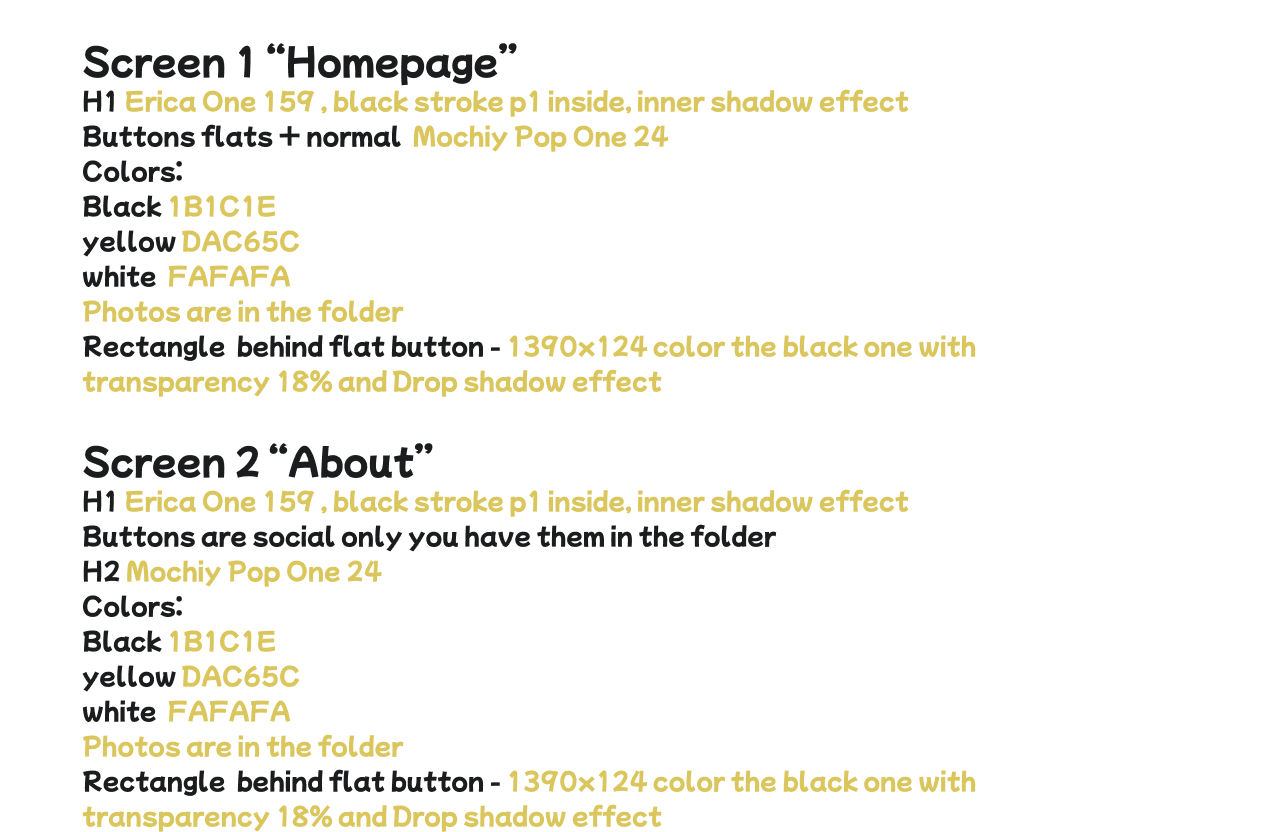 Screen 1 “Homepage”
H1 Erica One 159 , black stroke p1 inside, inner shadow effect
Buttons flats + normal Mochiy Pop One 24
Colors:
Black 1B1C1E
yellow DAC65C
white FAFAFA
Photos are in the folder
Rectangle behind flat button - 1390x124 color the black one with
transparency 18% and Drop shadow effect
Screen 2 “About”
H1 Erica One 159 , black stroke p1 inside, inner shadow effect
Buttons are social only you have them in the folder
H2 Mochiy Pop One 24
Colors:
Black 1B1C1E
yellow DAC65C
white FAFAFA
Photos are in the folder
Rectangle behind flat button - 1390x124 color the black one with
transparency 18% and Drop shadow effect